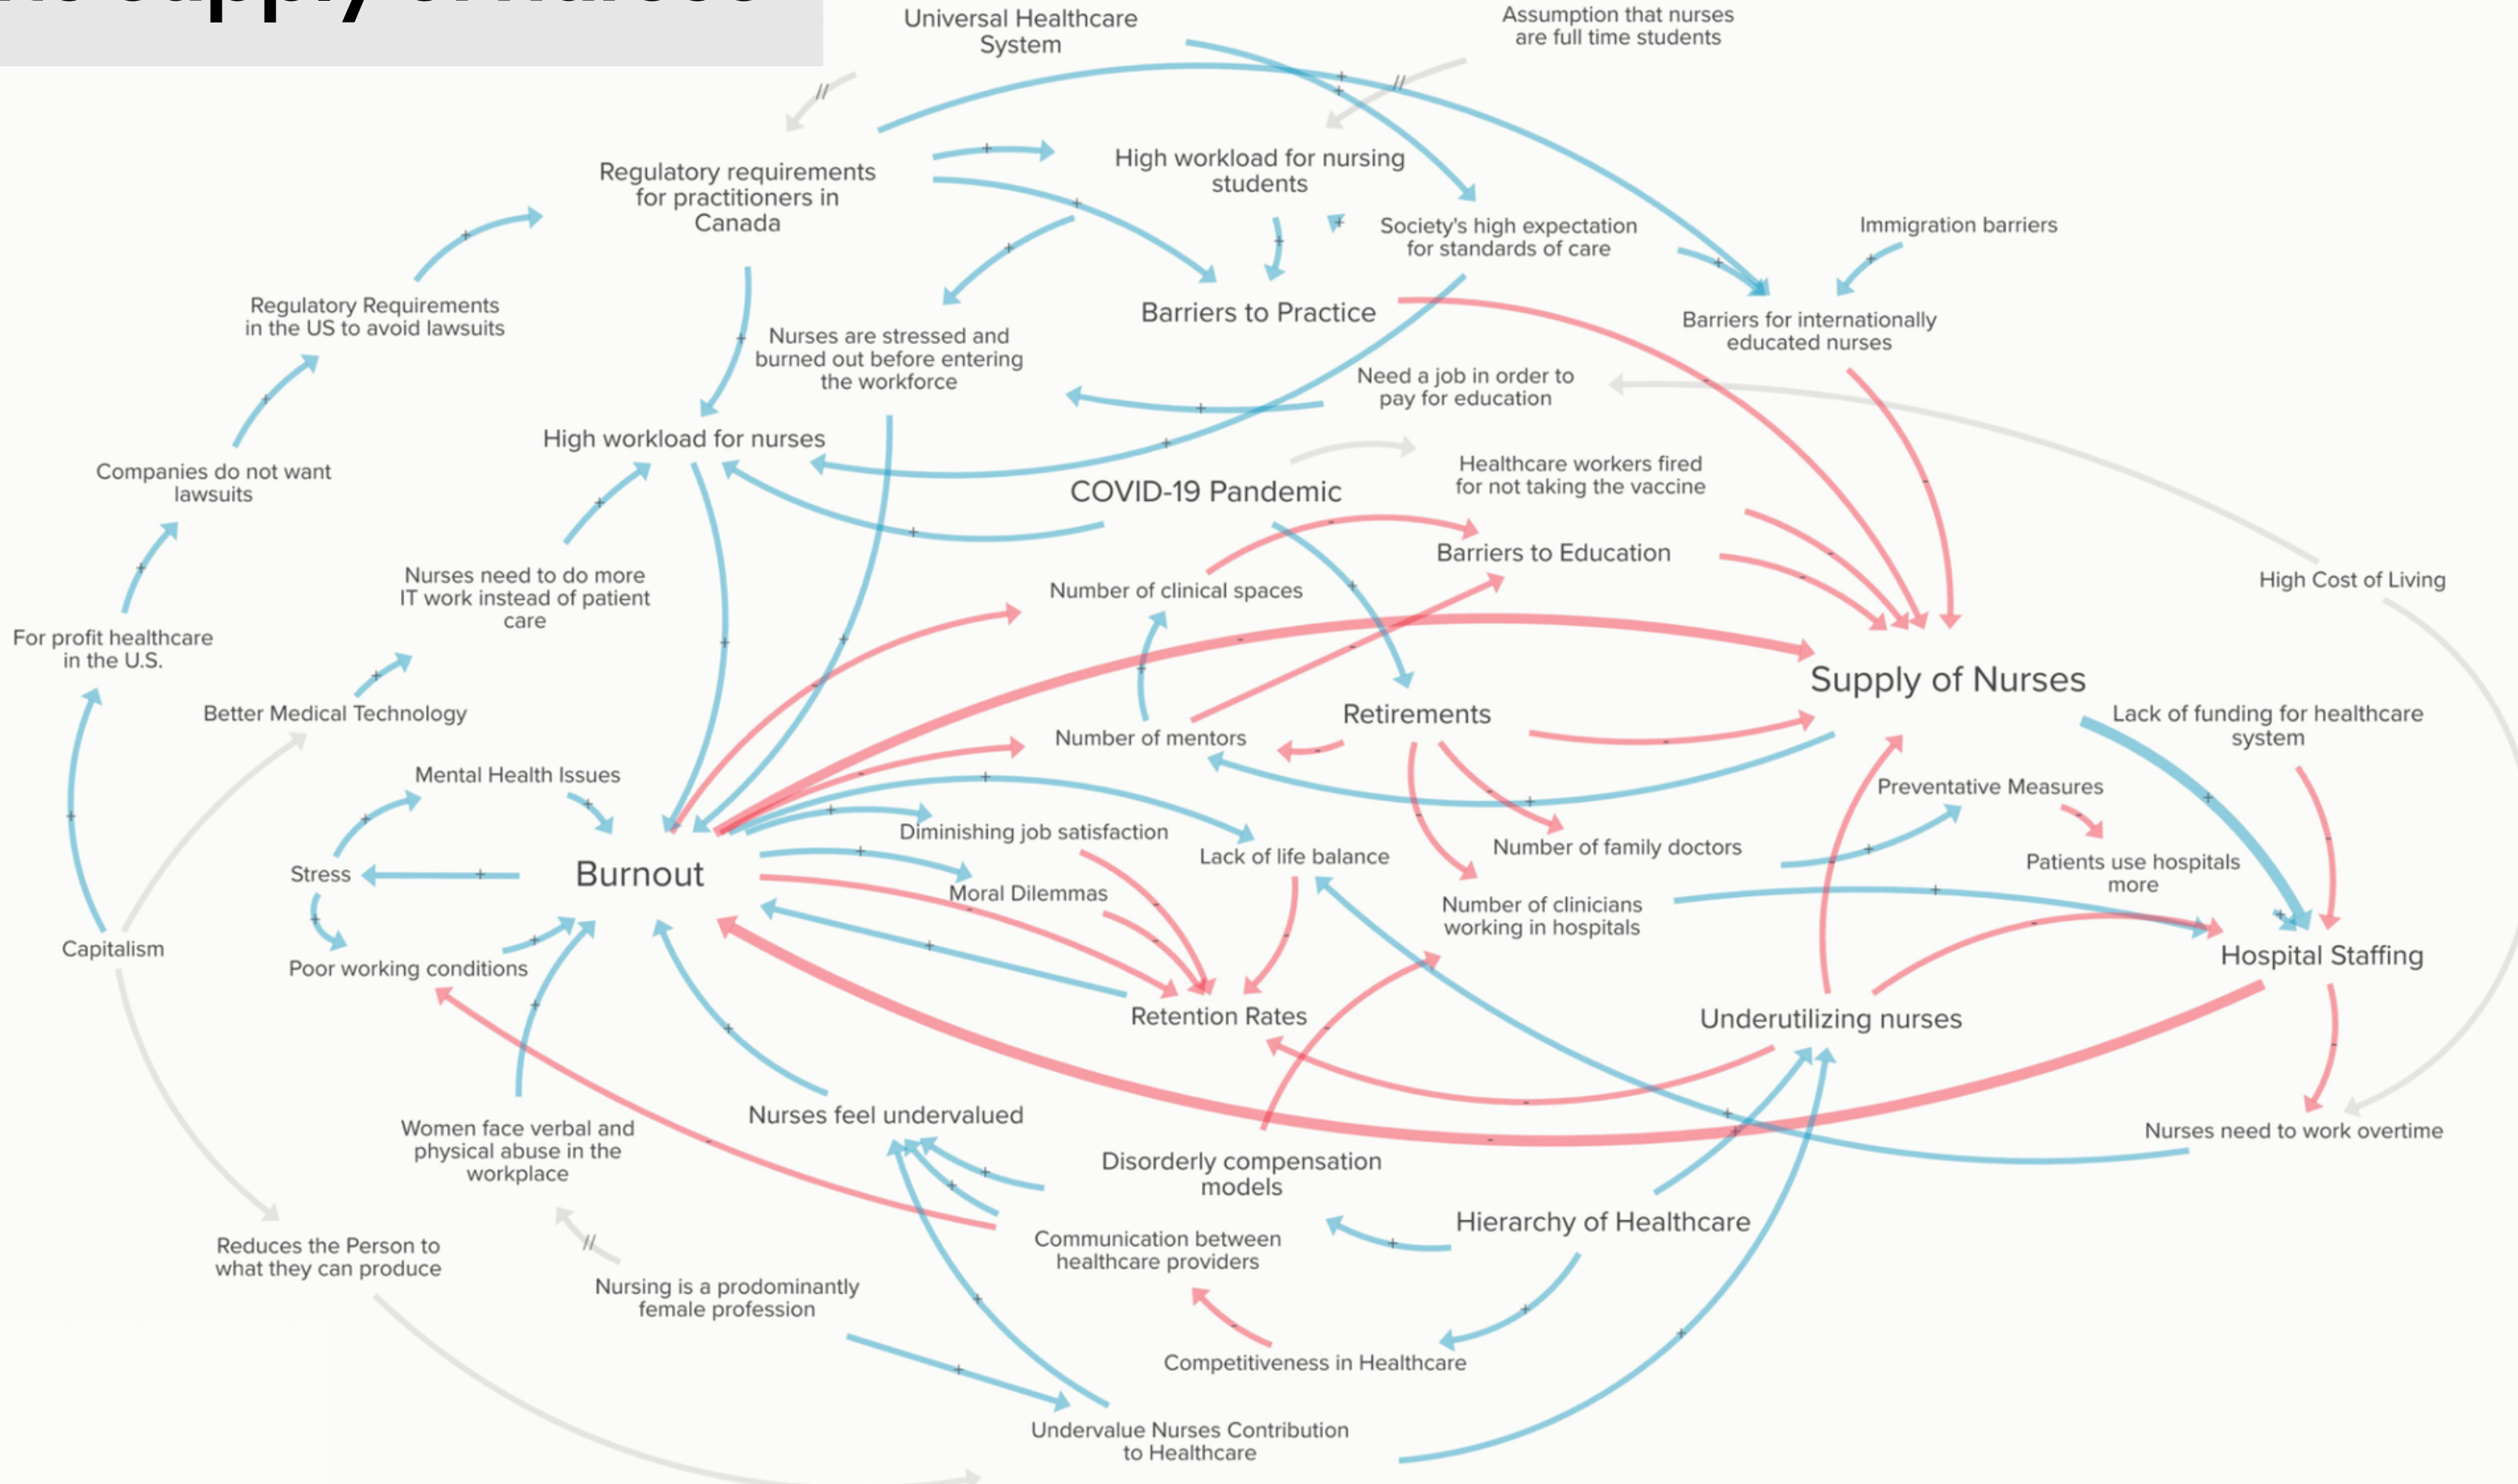 Supply of Nurses
Universal Healthcare
System
Assumption that nurses
are full time students
Regulatory requirements
for practitioners in
Canada
High workload for nursing
students
Society's high expectation
for standards of care
Immigration barriers
Regulatory Requirements
in the US to avoid lawsuits
Nurses are stressed and
burned out before entering
the workforce
Barriers to Practice
Barriers for internationally
educated nurses
Need a job in order to
pay for education
High workload for nurses
Companies do not want
lawsuits
COVID-19 Pandemic
Healthcare workers fired
for not taking the vaccine
Barriers to Education
Nurses need to do more
IT work instead of patient
care
Number of clinical spaces
High Cost of Living
For profit healthcare
in the U.S.
Better Medical Technology
Supply of Nurses
Retirements
Number of mentors
Lack of funding for healthcare
system
Mental Health Issues
Preventative Measures
Diminishing job satisfaction
Lack of life balance
Number of family doctors
Patients use hospitals
more
Stress
Burnout
Moral Dilemmas
Number of clinicians
working in hospitals
Capitalism
Poor working conditions
Hospital Staffing
Retention Rates
Underutilizing nurses
Women face verbal and
physical abuse in the
workplace
Nurses feel undervalued
Nurses need to work overtime
Disorderly compensation
models
Hierarchy of Healthcare
Reduces the Person to
what they can produce
Communication between
healthcare providers
Nursing is a prodominantly
female profession
Competitiveness in Healthcare
Undervalue Nurses Contribution
to Healthcare